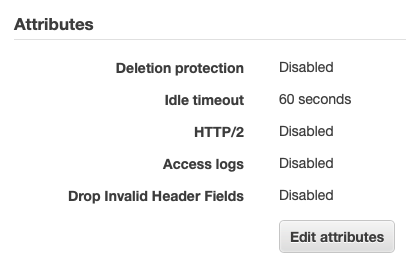 Attributes
Deletion protection Disabled
Idle timeout 60 seconds
HTTP/2 Disabled
Access logs Disabled
Drop Invalid Header Fields Disabled
Edit attributes